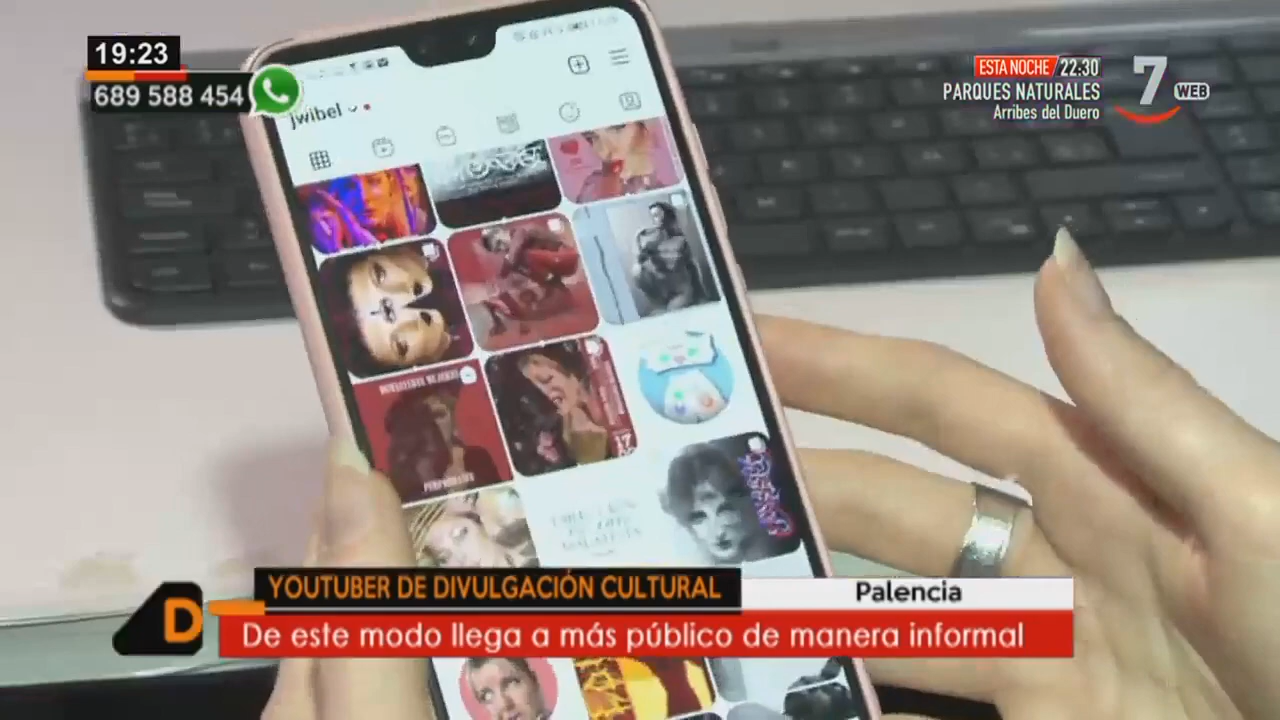 19:23
689 588 454
ESTA NOCHE 22:30
PARQUES NATURALES
Arribes del Duero
7 WEB
jwibel
17
D
YOUTUBER DE DIVULGACIÓN CULTURAL
Palencia
De este modo llega a más público de manera informal